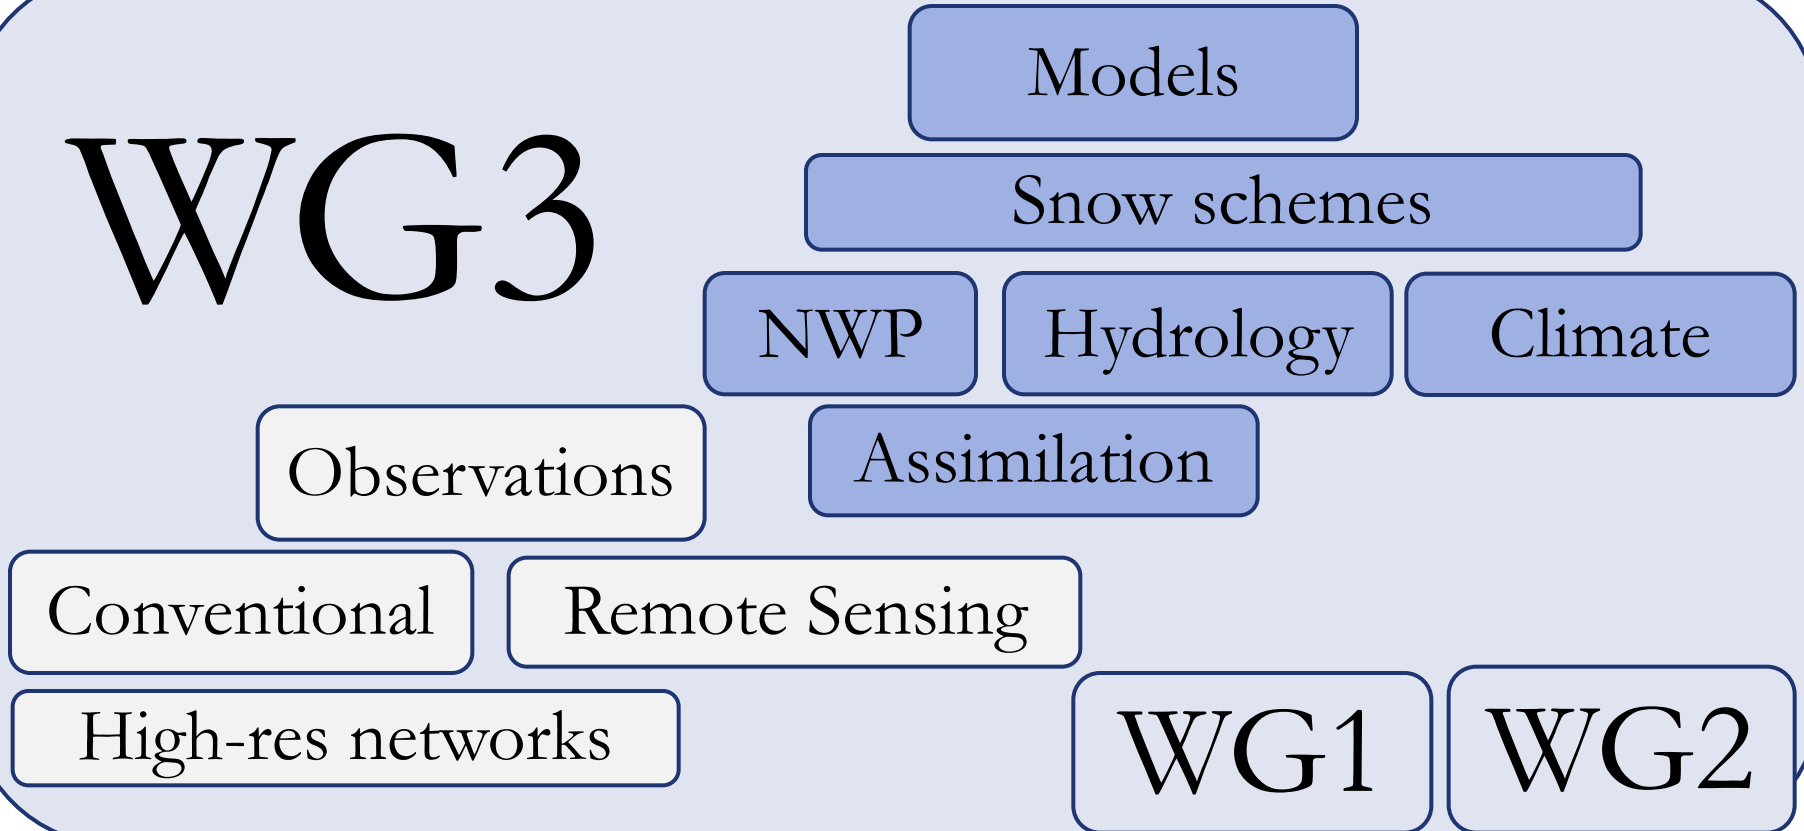 Models
WG3
Snow schemes
NWP
Hydrology
Climate
Observations
Assimilation
Conventional
Remote Sensing
High-res networks
WG1
WG2